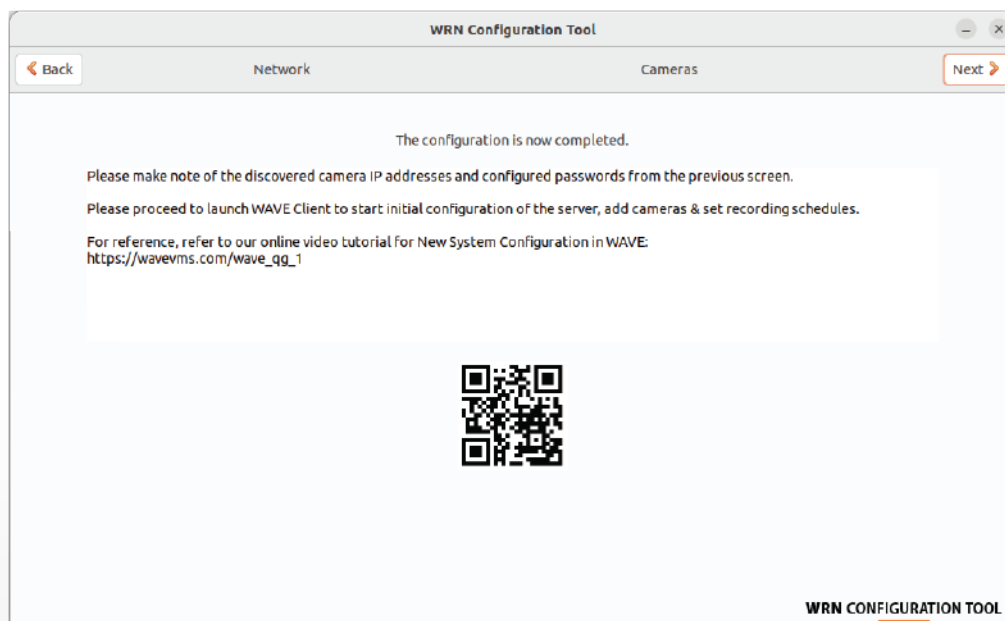 WRN Configuration Tool
Back
Network
Cameras
Next
The configuration is now completed.
Please make note of the discovered camera IP addresses and configured passwords from the previous screen.
Please proceed to launch WAVE Client to start initial configuration of the server, add cameras & set recording schedules.
For reference, refer to our online video tutorial for New System Configuration in WAVE:
https://wavevms.com/wave_qg_1
WRN CONFIGURATION TOOL